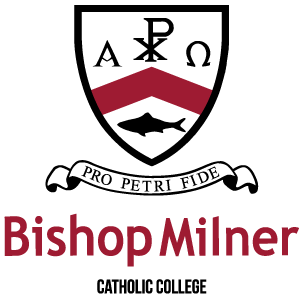 Α ☧ Ω
PRO PETRI FIDE
Bishop Milner
CATHOLIC COLLEGE